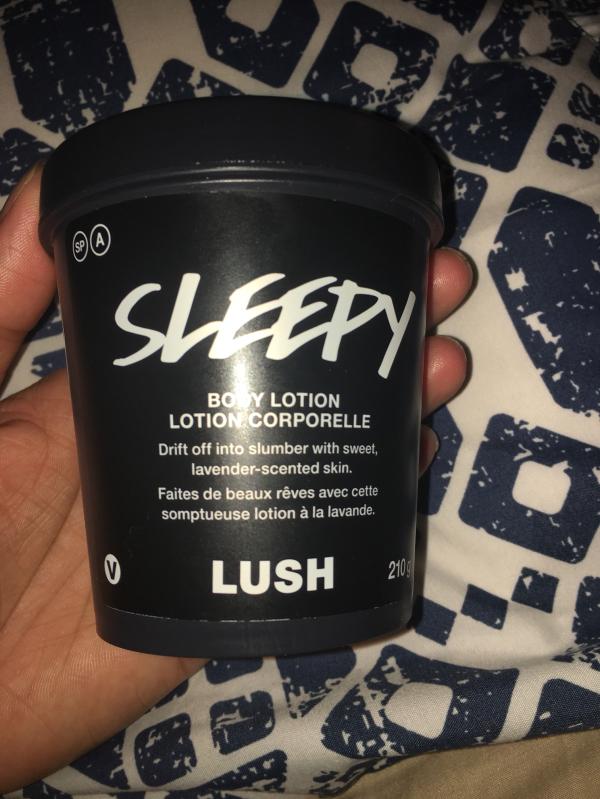 SP A
SLEEPY
BODY LOTION
LOTION CORPORELLE
Drift off into slumber with sweet,
lavender-scented skin.
Faites de beaux rêves avec cette
somptueuse lotion à la lavande.
V LUSH 210 g